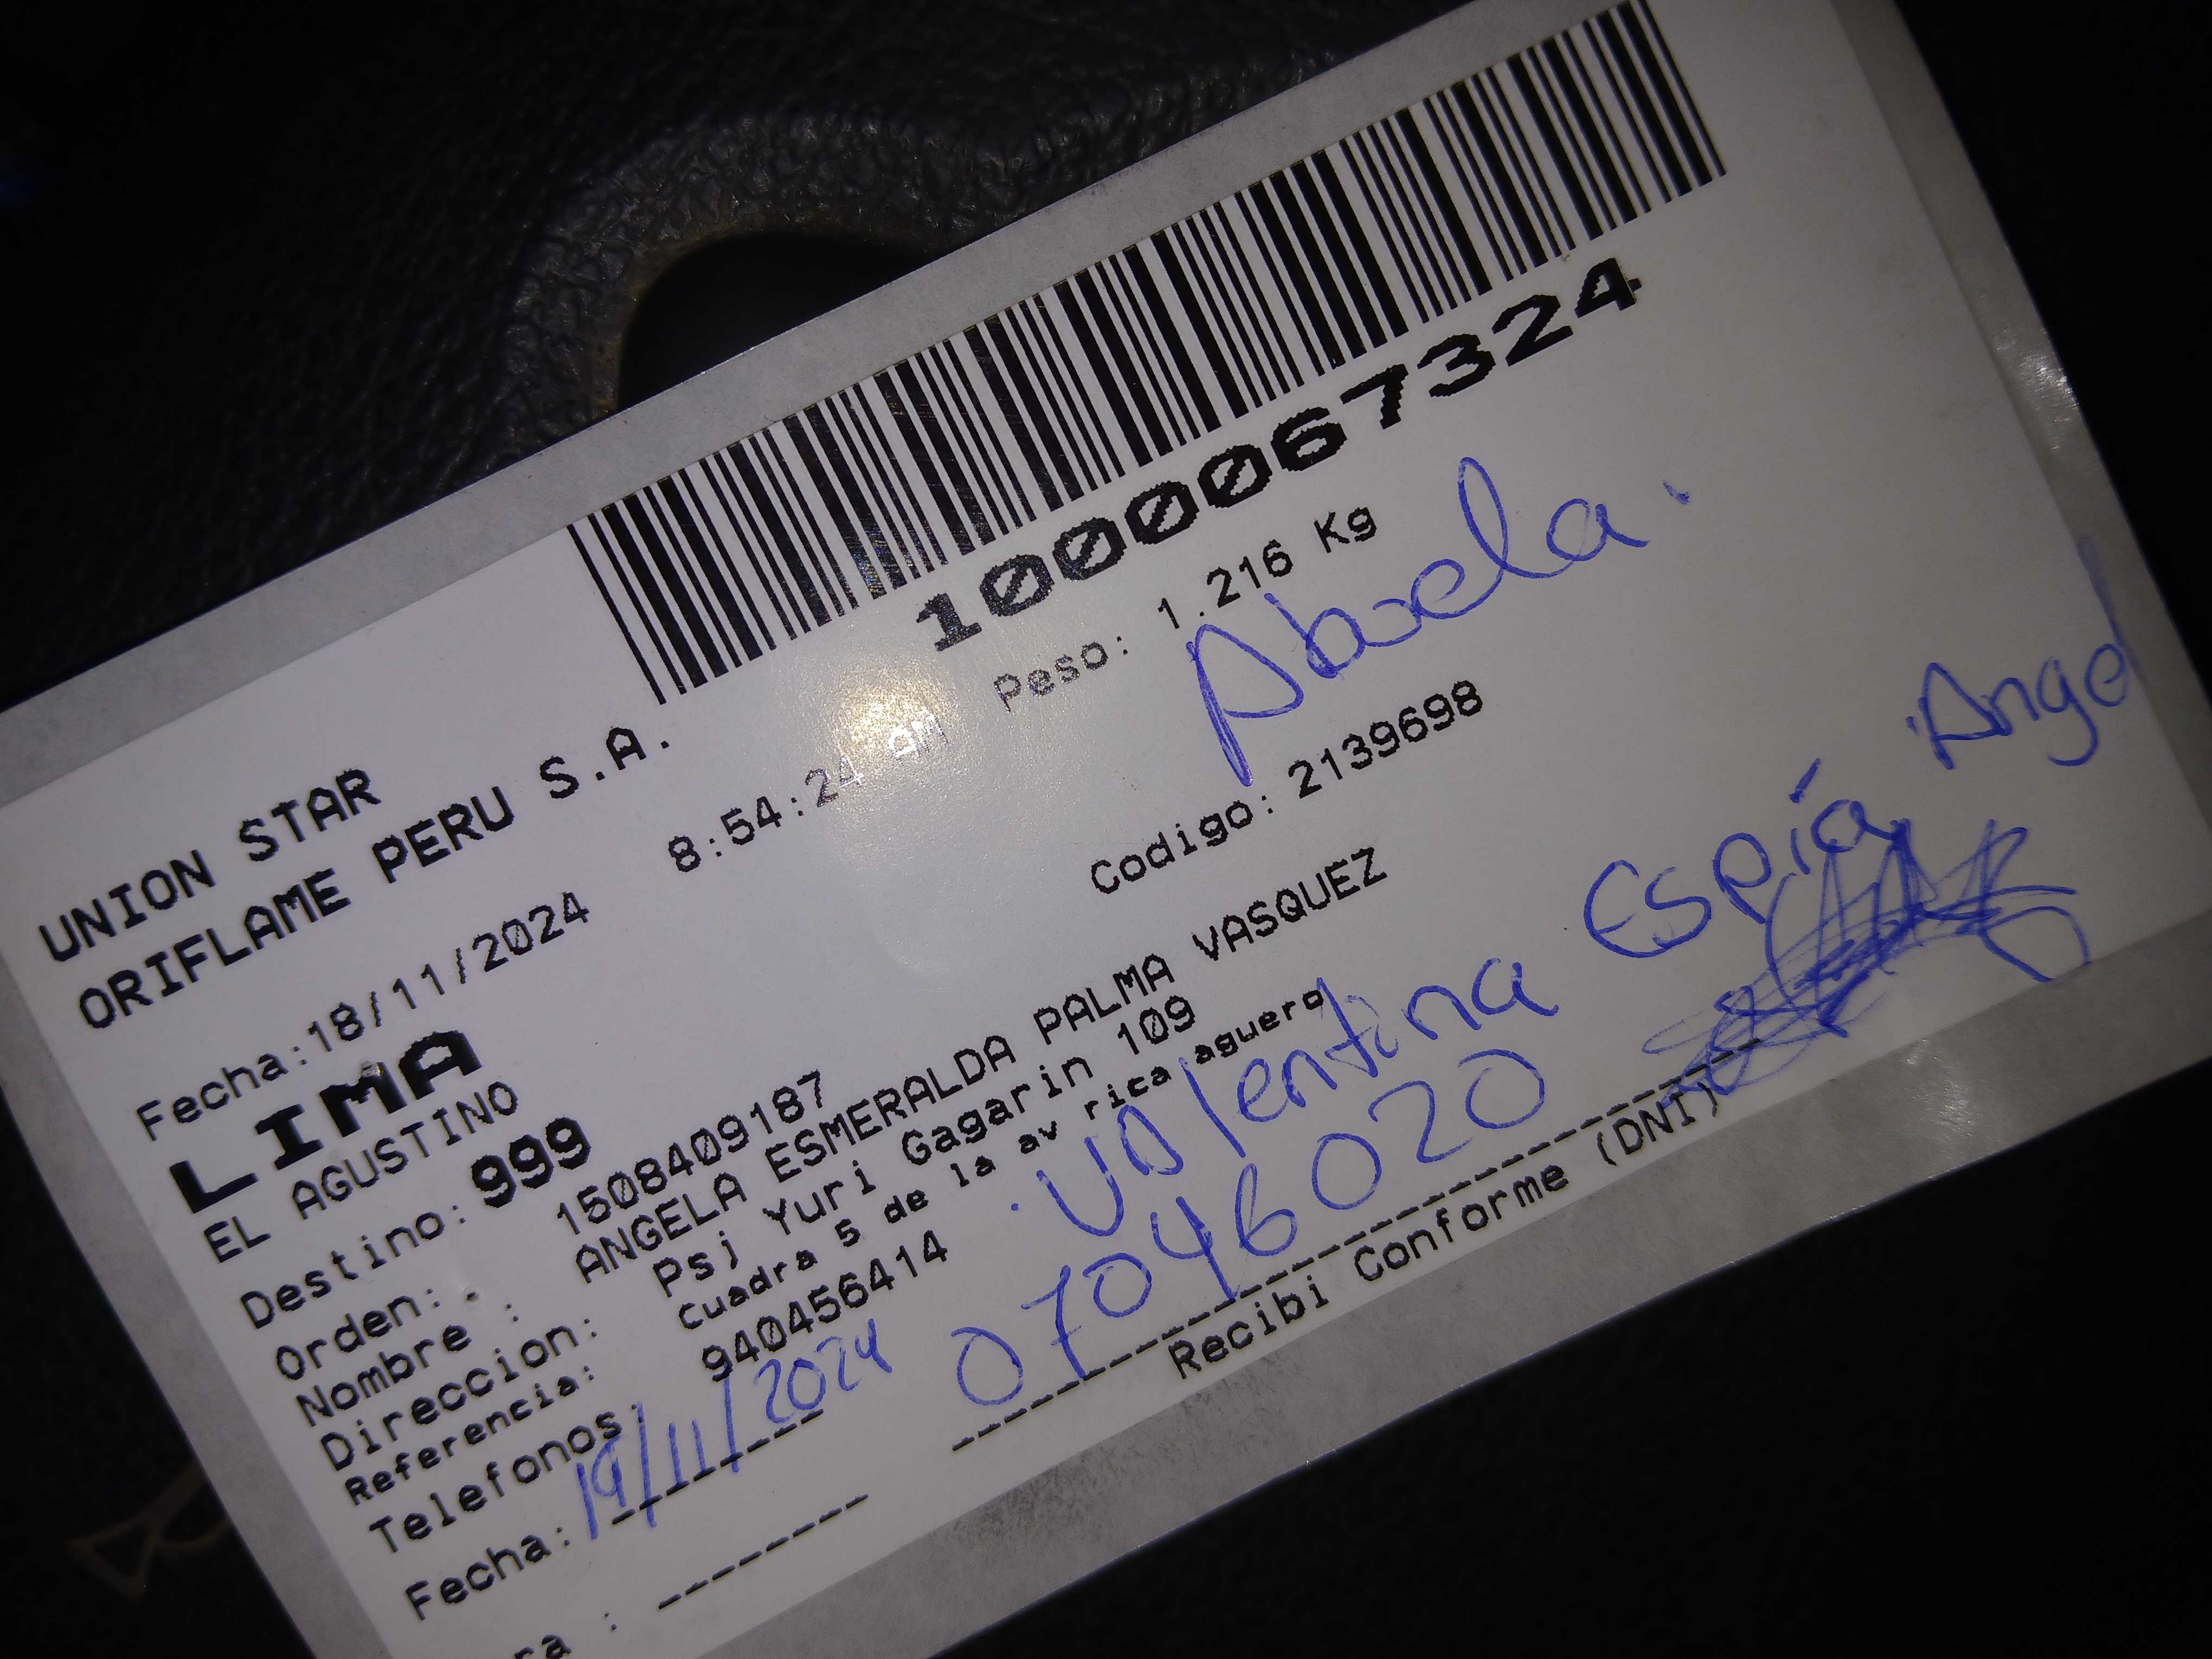 1000067324
UNION STAR
ORIFLAME PERU S.A.
Peso: 1.216 Kg
Fecha:18/11/2024 8:54:24 AM
Abuela.
LIMA
EL AGUSTINO
Codigo: 2139698
Destino: 999
Orden: 1508409187
Nombre : ANGELA ESMERALDA PALMA VASQUEZ
Direccion: Psj Yuri Gagarin 109
Referencia: Cuadra 5 de la av rica aguero
Telefonos 940456414
Valentina Espía Angel
07046020
Fecha: 19/11/2024
Recibi Conforme (DNI)
ra :